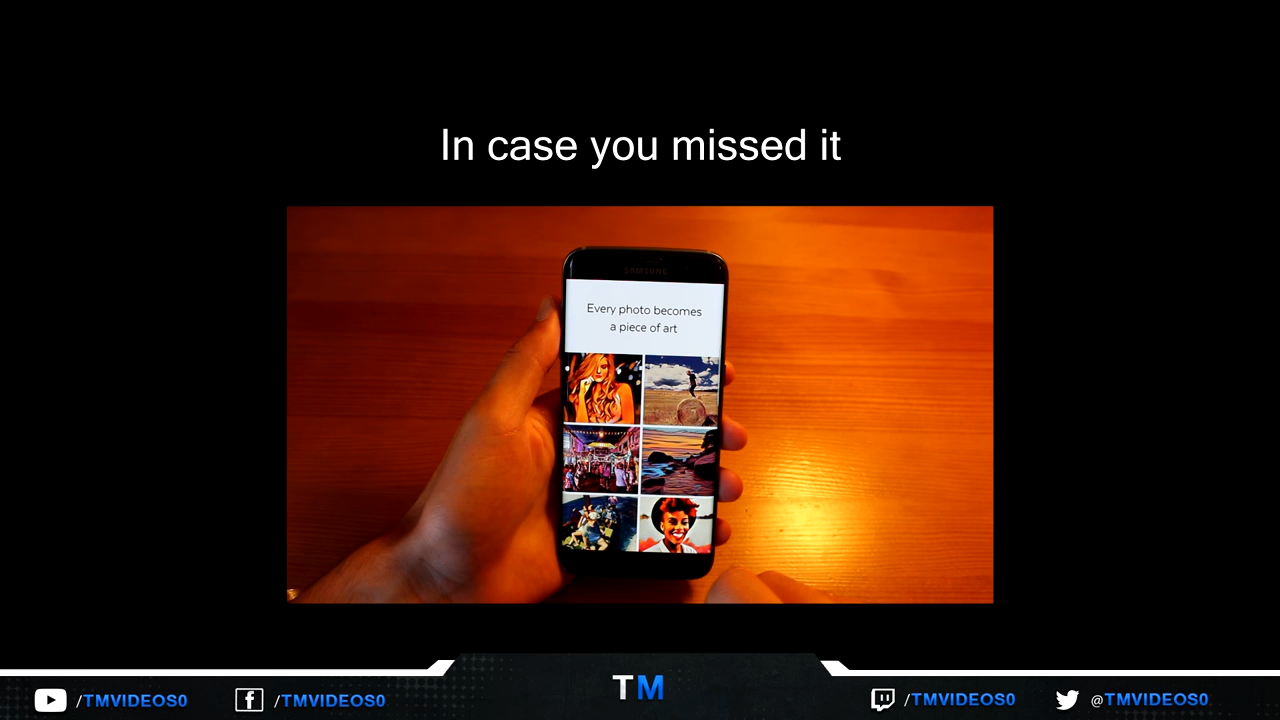 In case you missed it
SAMSUNG
Every photo becomes
a piece of art
TM
/TMVIDEOS0
/TMVIDEOS0
/TMVIDEOS0
@TMVIDEOS0